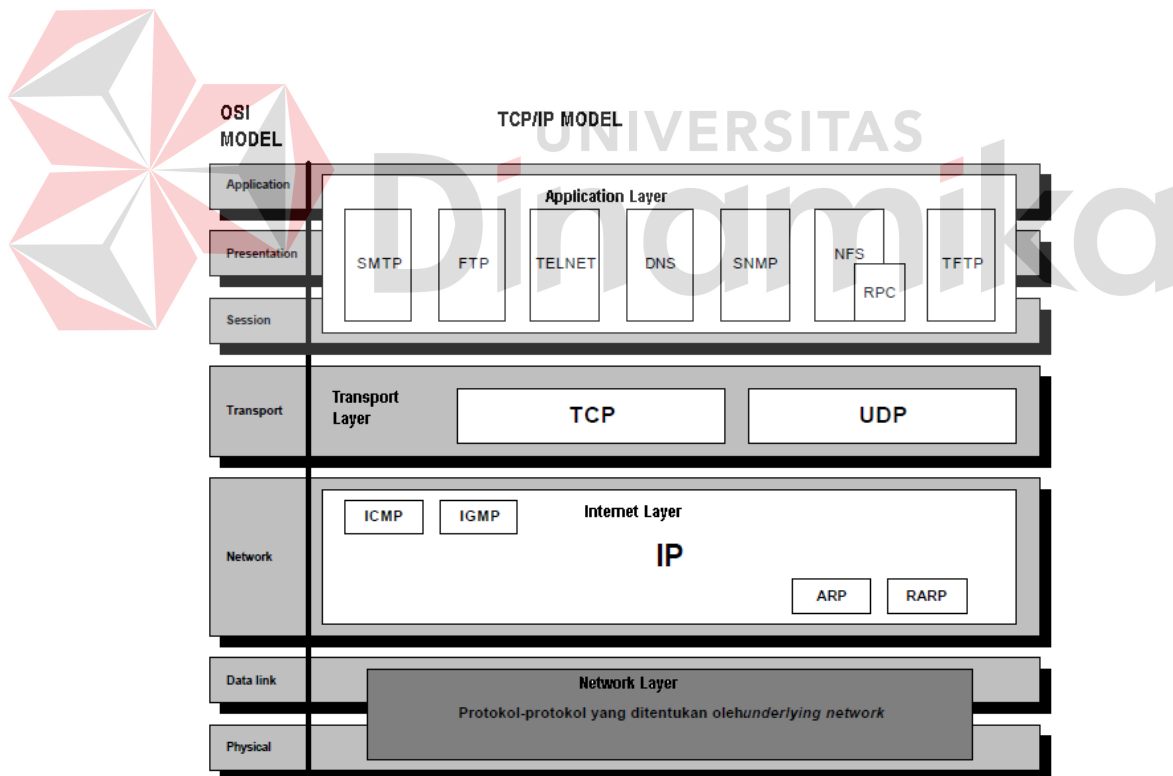 OSI
MODEL
TCP/IP MODEL
UNIVERSITAS
Dinamika
Application
Application Layer
Presentation
SMTP
FTP
TELNET
DNS
SNMP
NFS
RPC
TFTP
Session
Transport
Transport
Layer
TCP
UDP
Network
ICMP
IGMP
Internet Layer
IP
ARP
RARP
Data link
Network Layer
Protokol-protokol yang ditentukan olehunderlying network
Physical